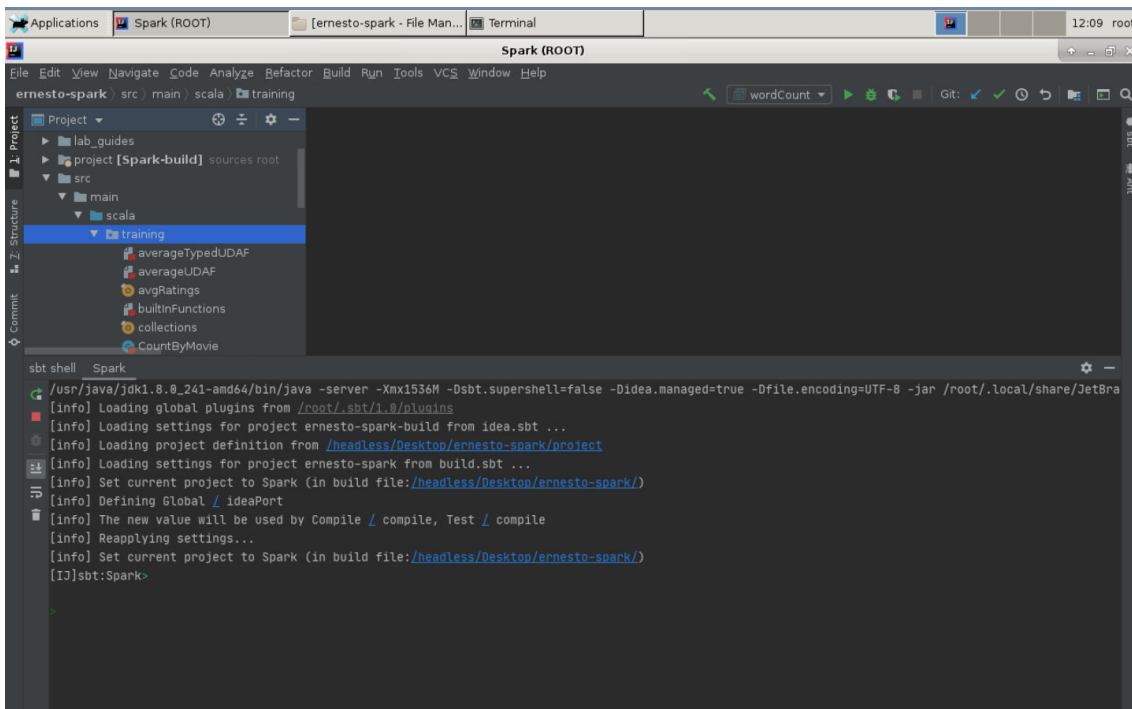 Applications Spark (ROOT) [ernesto-spark - File Man... Terminal 12:09 root
Spark (ROOT)
File Edit View Navigate Code Analyze Refactor Build Run Tools VCS Window Help
ernesto-spark src main scala training wordCount Git:
1: Project
Project
sbt
lab_guides
project [Spark-build] sources root
Ant
src
main
Z: Structure
scala
training
averageTypedUDAF
averageUDAF
avgRatings
Commit
builtInFunctions
collections
CountByMovie
sbt shell Spark
/usr/java/jdk1.8.0_241-amd64/bin/java -server -Xmx1536M -Dsbt.supershell=false -Didea.managed=true -Dfile.encoding=UTF-8 -jar /root/.local/share/JetBra
[info] Loading global plugins from /root/.sbt/1.0/plugins
[info] Loading settings for project ernesto-spark-build from idea.sbt ...
[info] Loading project definition from /headless/Desktop/ernesto-spark/project
[info] Loading settings for project ernesto-spark from build.sbt ...
[info] Set current project to Spark (in build file:/headless/Desktop/ernesto-spark/)
[info] Defining Global / ideaPort
[info] The new value will be used by Compile / compile, Test / compile
[info] Reapplying settings...
[info] Set current project to Spark (in build file:/headless/Desktop/ernesto-spark/)
[IJ]sbt:Spark>
>